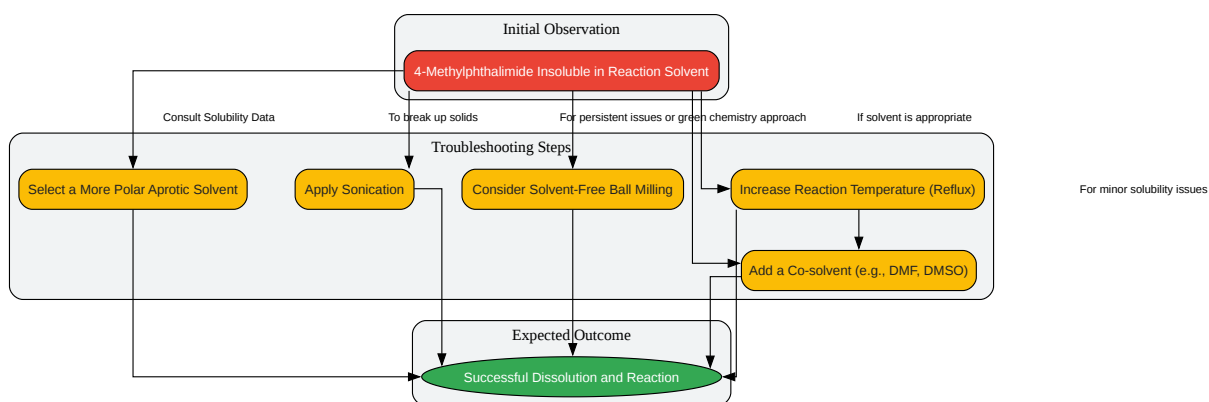 Initial Observation
4-Methylphthalimide Insoluble in Reaction Solvent
Consult Solubility Data
To break up solids
For persistent issues or green chemistry approach
If solvent is appropriate
Troubleshooting Steps
Select a More Polar Aprotic Solvent
Apply Sonication
Consider Solvent-Free Ball Milling
Increase Reaction Temperature (Reflux)
For minor solubility issues
Add a Co-solvent (e.g., DMF, DMSO)
Expected Outcome
Successful Dissolution and Reaction